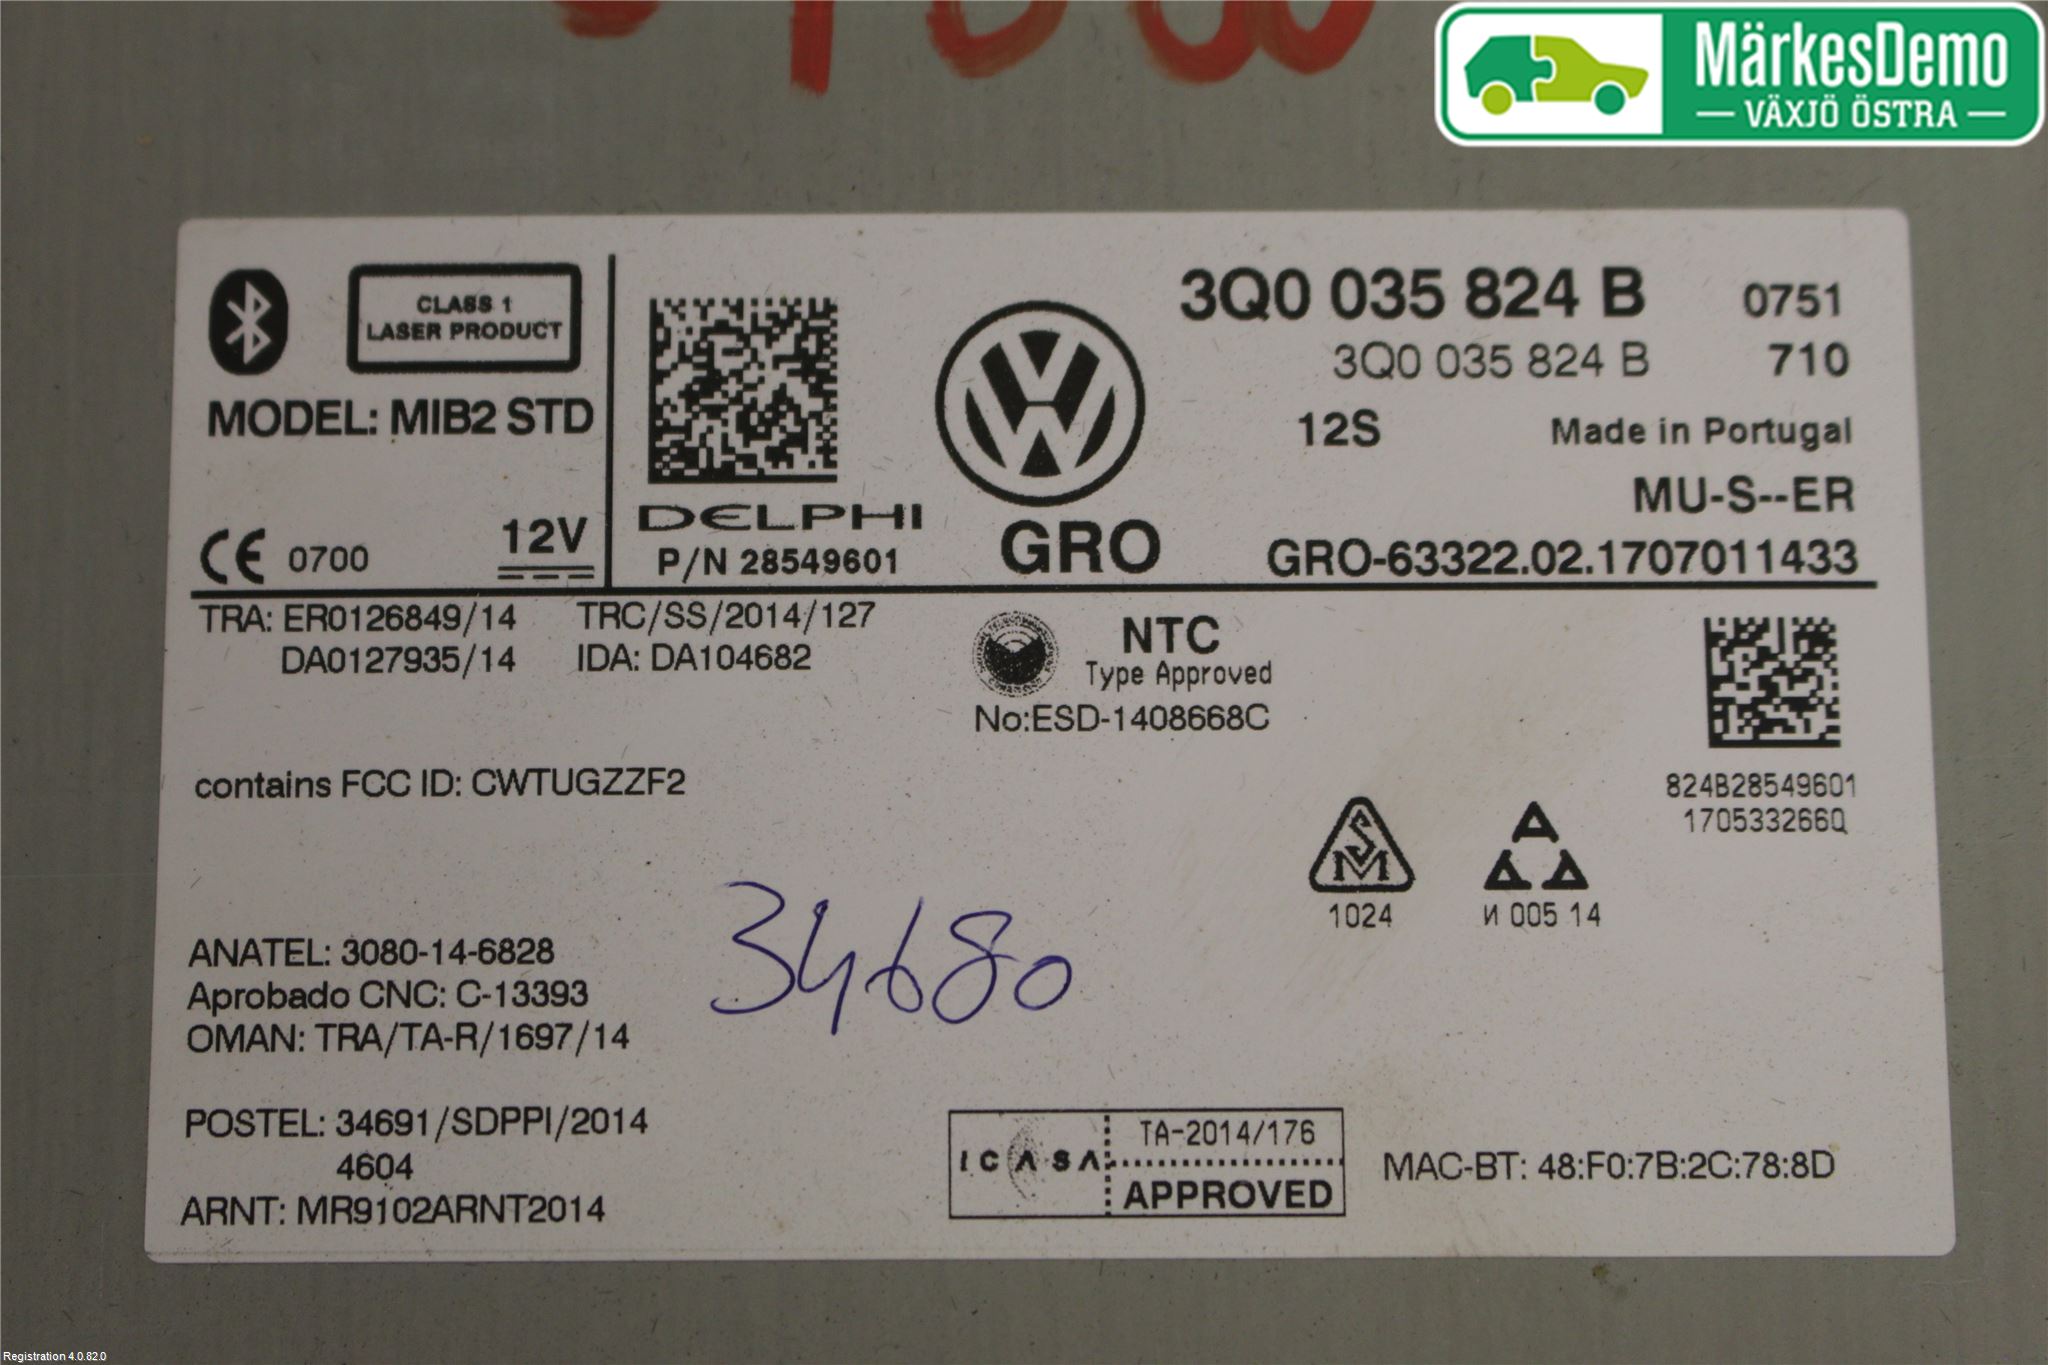 MärkesDemo
VÄXJÖ ÖSTRA
CLASS 1
LASER PRODUCT
MODEL: MIB2 STD
CE 0700
12V
DELPHI
P/N 28549601
GRO
3Q0 035 824 B 0751
3Q0 035 824 B 710
12S Made in Portugal
MU-S--ER
GRO-63322.02.1707011433
TRA: ER0126849/14 TRC/SS/2014/127
DA0127935/14 IDA: DA104682
NTC
Type Approved
No:ESD-1408668C
contains FCC ID: CWTUGZZF2
824B28549601
1705332660
SM
1024
A
И 005 14
34680
ANATEL: 3080-14-6828
Aprobado CNC: C-13393
OMAN: TRA/TA-R/1697/14
POSTEL: 34691/SDPPI/2014
4604
ARNT: MR9102ARNT2014
ICASA
TA-2014/176
APPROVED
MAC-BT: 48:F0:7B:2C:78:8D
Registration 4.0.82.0